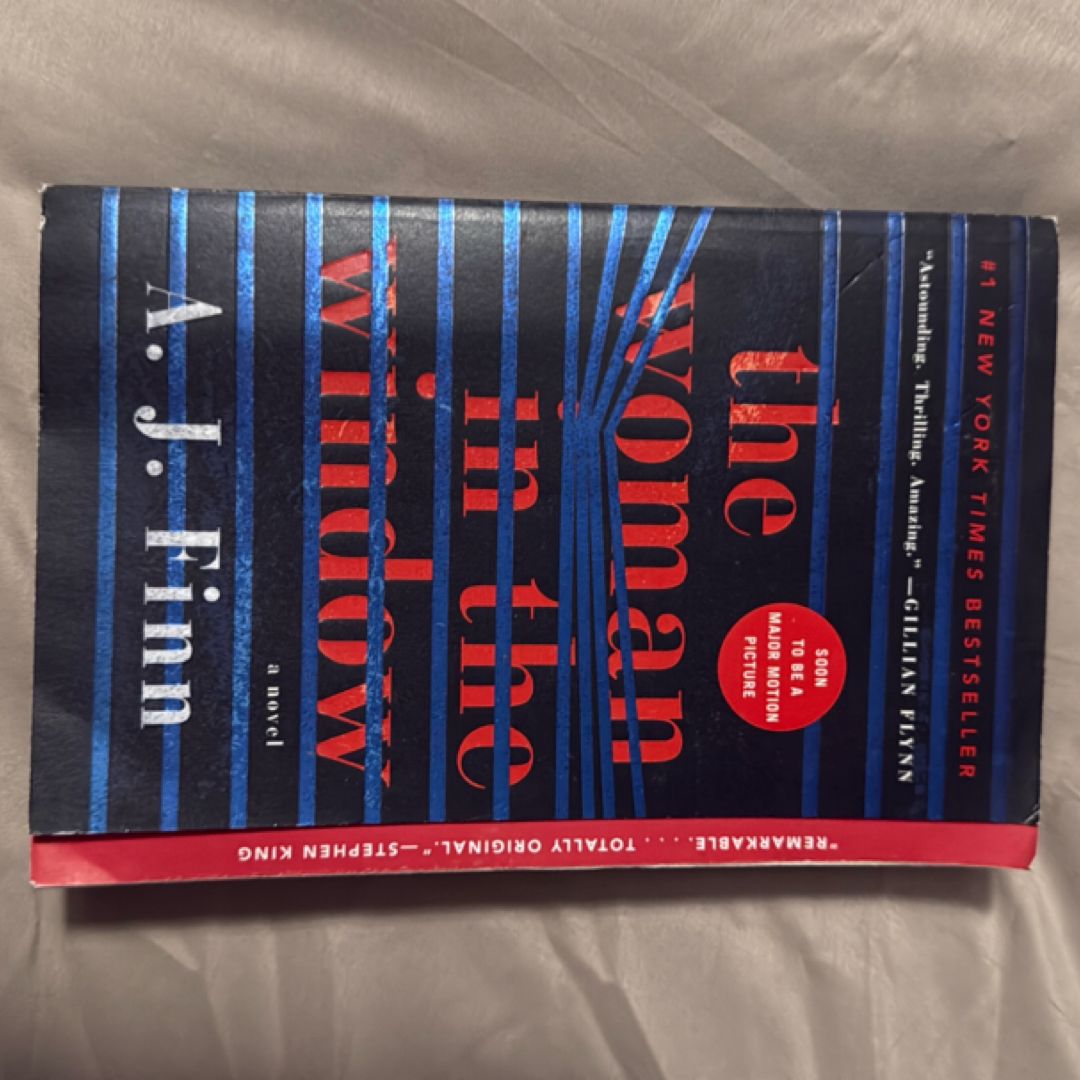 #1 NEW YORK TIMES BESTSELLER
"Astounding. Thrilling. Amazing." —GILLIAN FLYNN
the
woman
in the
window
SOON
TO BE A
MAJOR MOTION
PICTURE
a novel
A. J. Finn
"REMARKABLE. . . . TOTALLY ORIGINAL."—STEPHEN KING